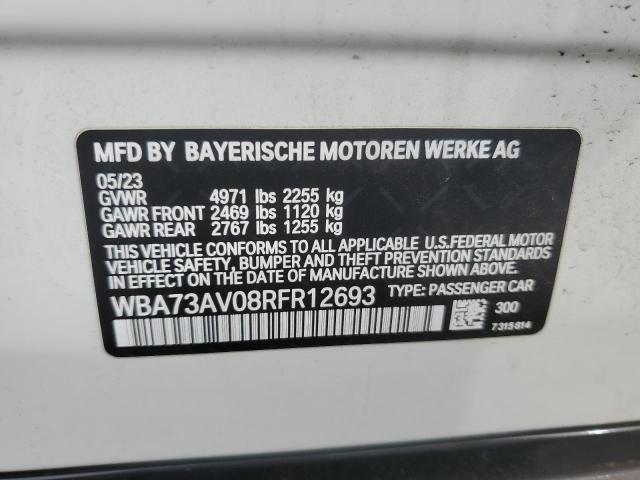 MFD BY BAYERISCHE MOTOREN WERKE AG
05/23
GVWR 4971 lbs 2255 kg
GAWR FRONT 2469 lbs 1120 kg
GAWR REAR 2767 lbs 1255 kg
THIS VEHICLE CONFORMS TO ALL APPLICABLE U.S.FEDERAL MOTOR
VEHICLE SAFETY, BUMPER AND THEFT PREVENTION STANDARDS
IN EFFECT ON THE DATE OF MANUFACTURE SHOWN ABOVE.
WBA73AV08RFR12693 TYPE: PASSENGER CAR
300
7315814